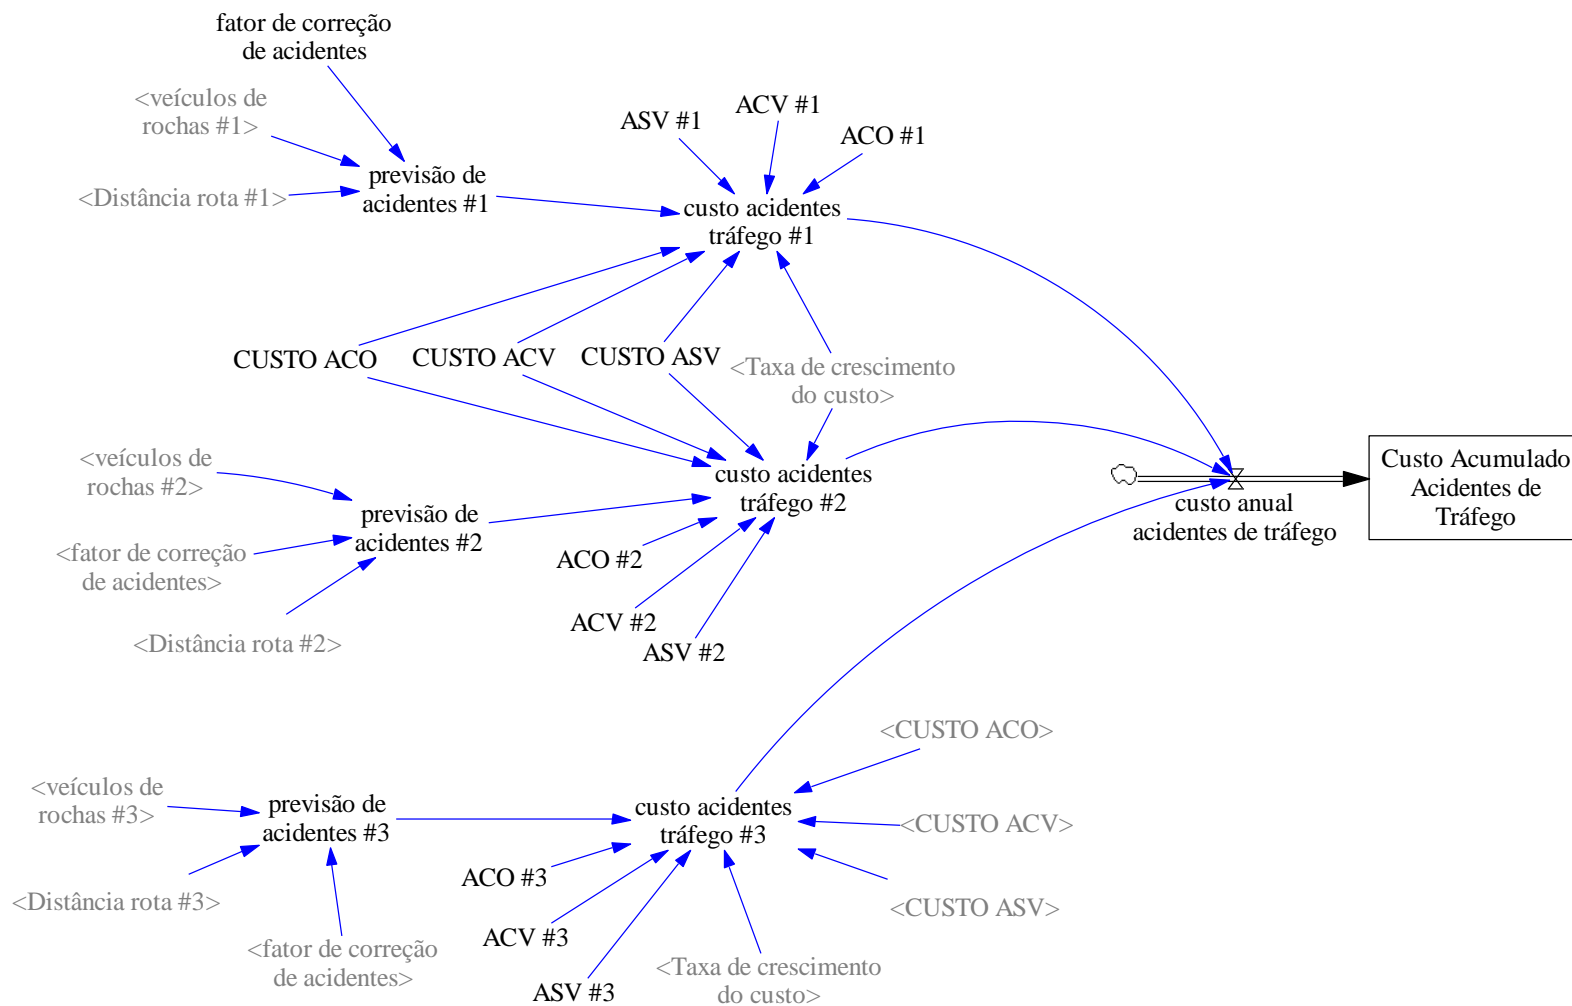 fator de correção
de acidentes
<veículos de
rochas #1>
<Distância rota #1>
previsão de
acidentes #1
ASV #1
ACV #1
ACO #1
custo acidentes
tráfego #1
CUSTO ACO
CUSTO ACV
CUSTO ASV
<Taxa de crescimento
do custo>
<veículos de
rochas #2>
<fator de correção
de acidentes>
<Distância rota #2>
previsão de
acidentes #2
custo acidentes
tráfego #2
ACO #2
ACV #2
ASV #2
custo anual
acidentes de tráfego
Custo Acumulado
Acidentes de
Tráfego
<veículos de
rochas #3>
<Distância rota #3>
<fator de correção
de acidentes>
previsão de
acidentes #3
custo acidentes
tráfego #3
ACO #3
ACV #3
ASV #3
<Taxa de crescimento
do custo>
<CUSTO ACO>
<CUSTO ACV>
<CUSTO ASV>